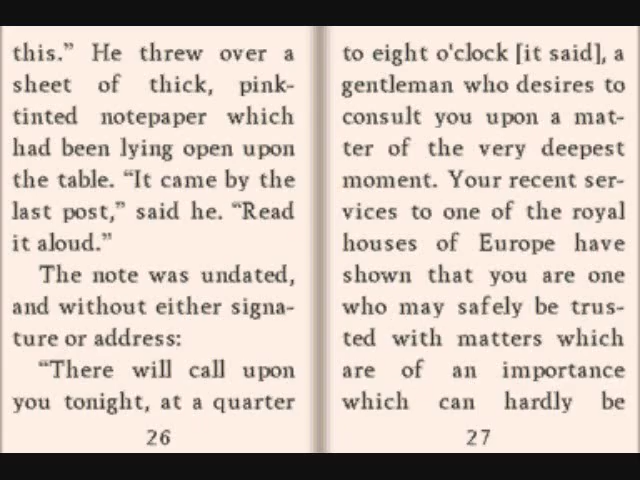 this.” He threw over a
sheet of thick, pink-
tinted notepaper which
had been lying open upon
the table. “It came by the
last post,” said he. “Read
it aloud.”
The note was undated,
and without either signa-
ture or address:
“There will call upon
you tonight, at a quarter
26
to eight o'clock [it said], a
gentleman who desires to
consult you upon a mat-
ter of the very deepest
moment. Your recent ser-
vices to one of the royal
houses of Europe have
shown that you are one
who may safely be trus-
ted with matters which
are of an importance
which can hardly be
27